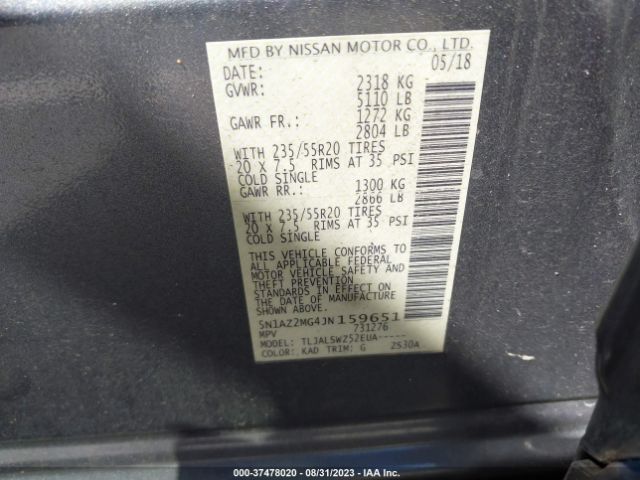 MFD BY NISSAN MOTOR CO., LTD.
DATE: 05/18
GVWR: 2318 KG
5110 LB
GAWR FR.: 1272 KG
2804 LB
WITH 235/55R20 TIRES
20 X 7.5 RIMS AT 35 PSI
COLD SINGLE
GAWR RR.: 1300 KG
2866 LB
WITH 235/55R20 TIRES
20 X 7.5 RIMS AT 35 PSI
COLD SINGLE
THIS VEHICLE CONFORMS TO
ALL APPLICABLE FEDERAL
MOTOR VEHICLE SAFETY AND
THEFT PREVENTION
STANDARDS IN EFFECT ON
THE DATE OF MANUFACTURE
SHOWN ABOVE.
5N1AZ2MG4JN159651
MPV 731276
MODEL: TLJALSWZ52EUA-----
COLOR: KAD TRIM: G 2S30A
000-37478020 - 08/31/2023 - IAA Inc.